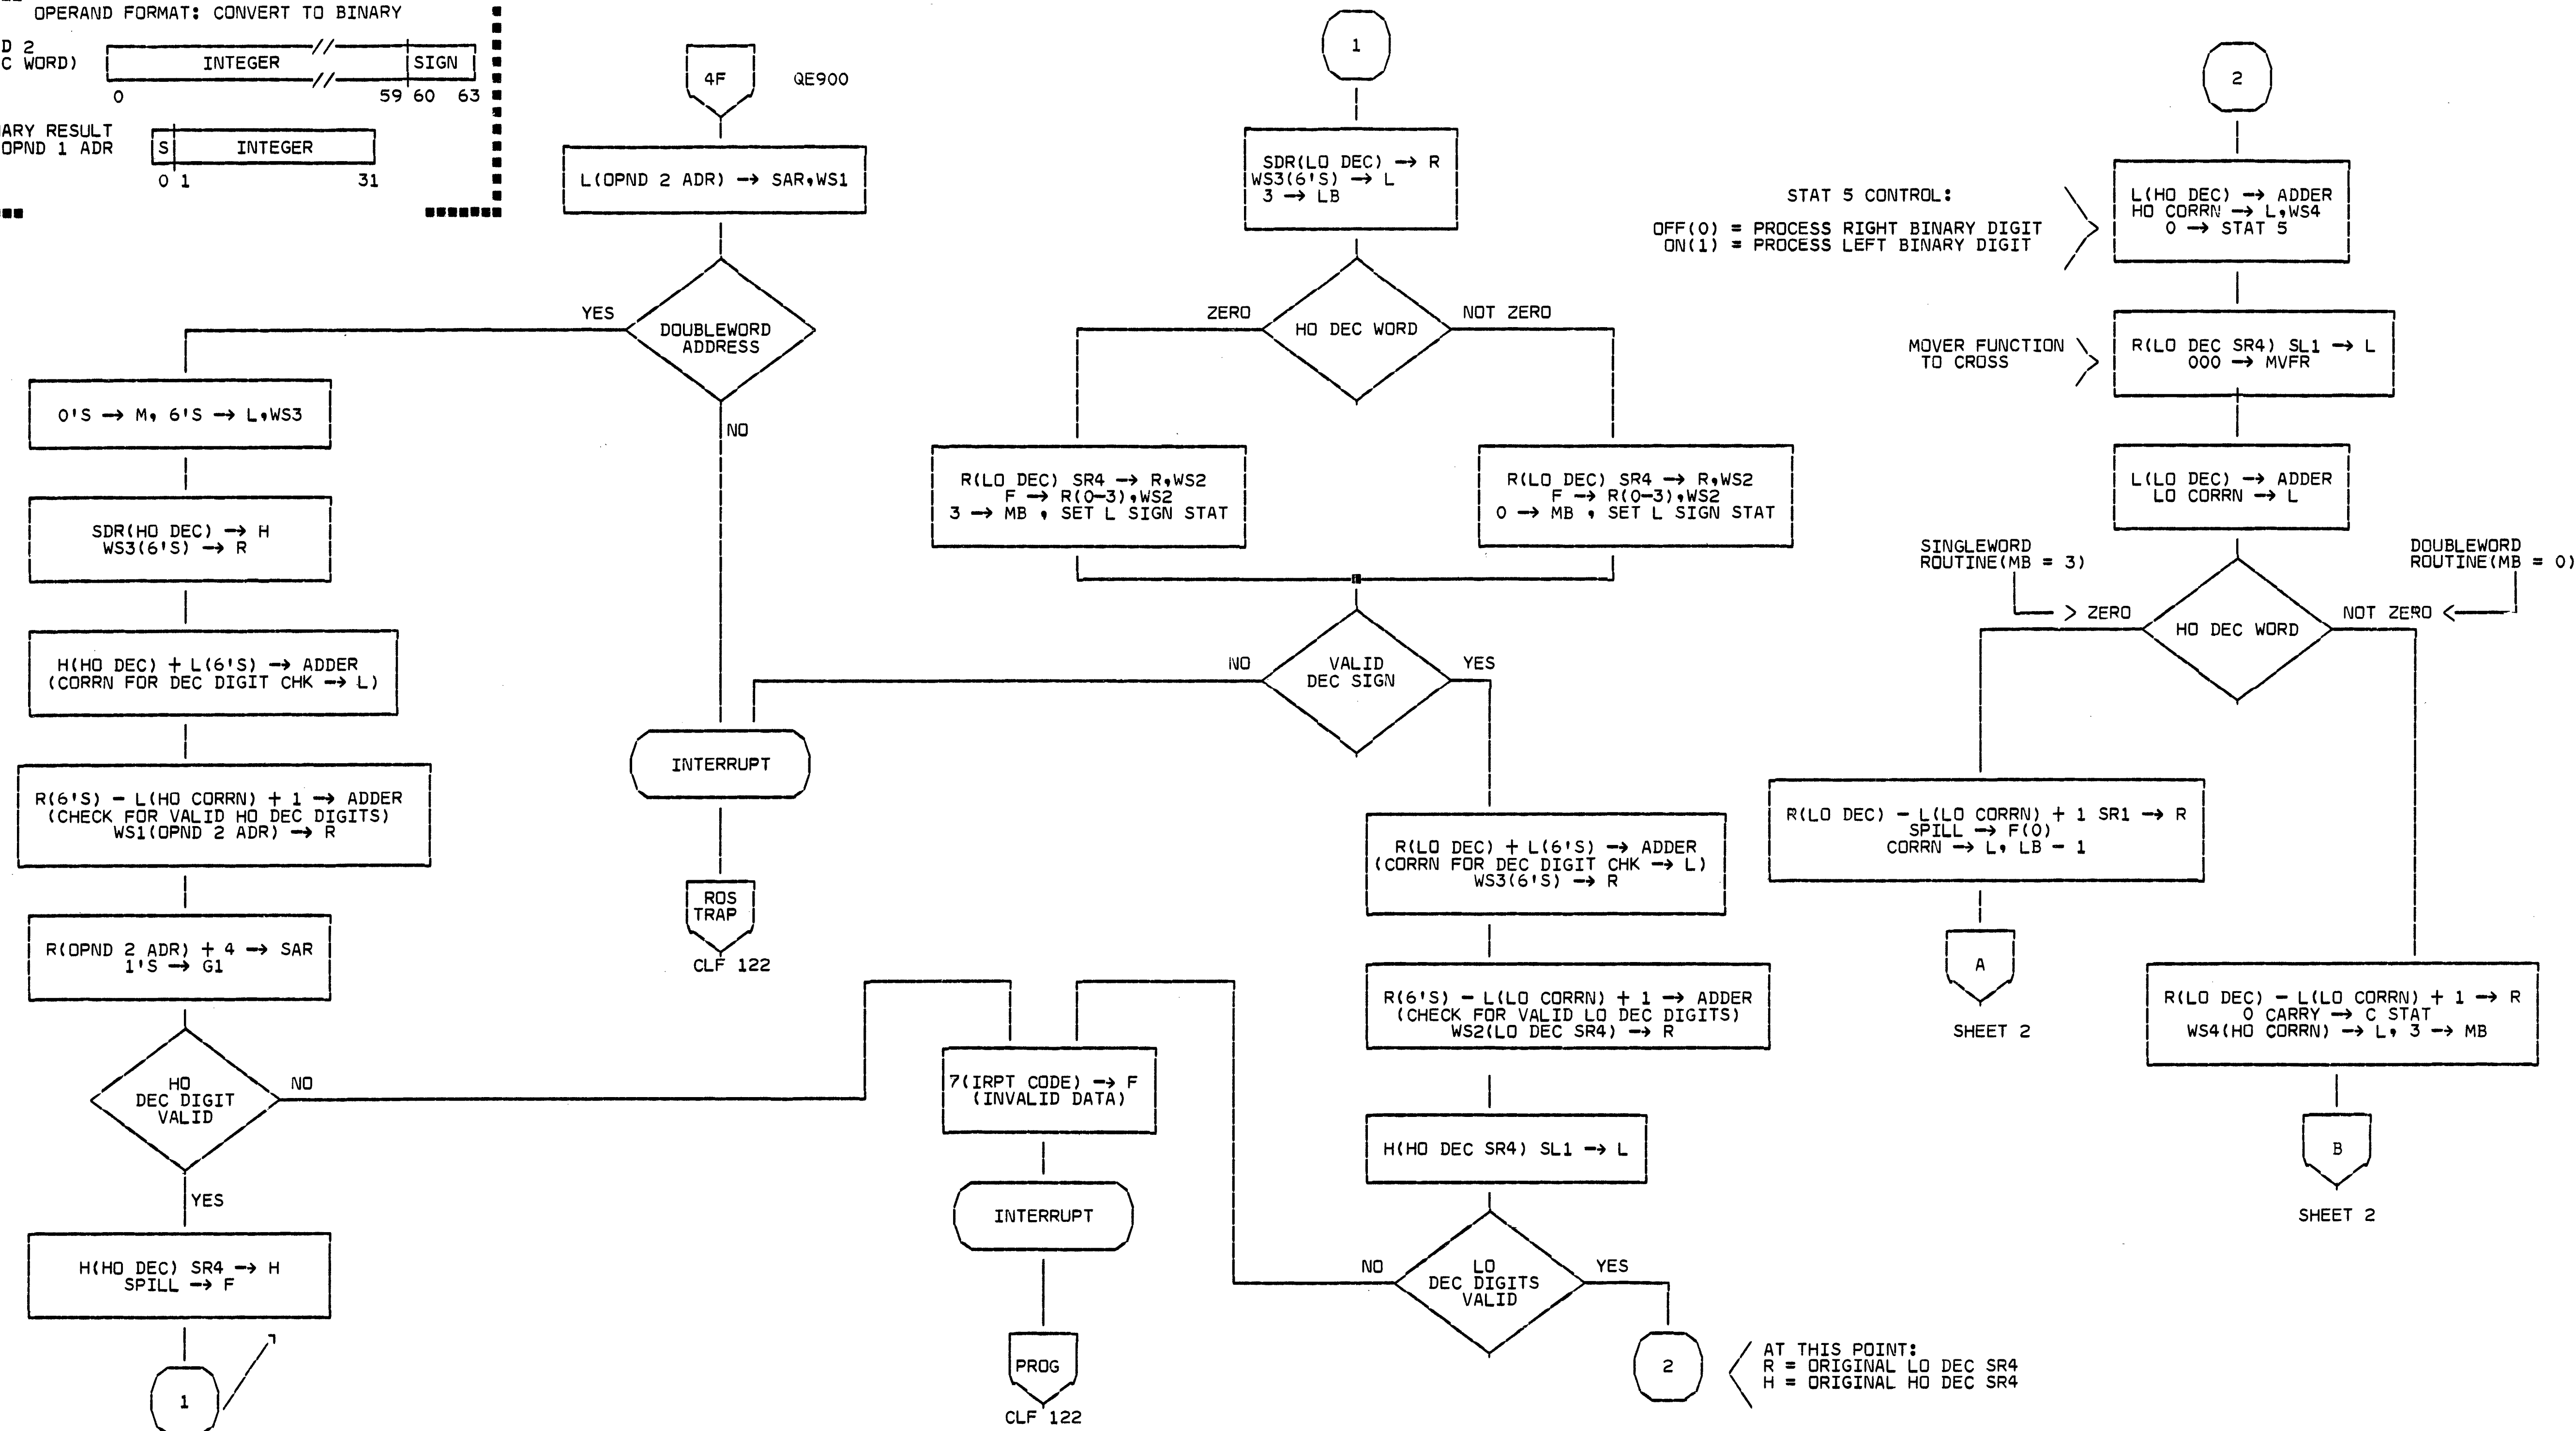 OPERAND FORMAT: CONVERT TO BINARY
D 2
C WORD)
INTEGER
SIGN
0
59 60 63
ARY RESULT
OPND 1 ADR
S
INTEGER
0 1
31
4F
QE900
L(OPND 2 ADR) → SAR,WS1
DOUBLEWORD
ADDRESS
YES
NO
0'S → M, 6'S → L,WS3
SDR(HO DEC) → H
WS3(6'S) → R
H(HO DEC) + L(6'S) → ADDER
(CORRN FOR DEC DIGIT CHK → L)
R(6'S) - L(HO CORRN) + 1 → ADDER
(CHECK FOR VALID HO DEC DIGITS)
WS1(OPND 2 ADR) → R
R(OPND 2 ADR) + 4 → SAR
1'S → G1
HO
DEC DIGIT
VALID
NO
YES
H(HO DEC) SR4 → H
SPILL → F
1
INTERRUPT
ROS
TRAP
CLF 122
7(IRPT CODE) → F
(INVALID DATA)
INTERRUPT
PROG
CLF 122
1
SDR(LO DEC) → R
WS3(6'S) → L
3 → LB
HO DEC WORD
ZERO
NOT ZERO
R(LO DEC) SR4 → R,WS2
F → R(0-3),WS2
3 → MB , SET L SIGN STAT
R(LO DEC) SR4 → R,WS2
F → R(0-3),WS2
0 → MB , SET L SIGN STAT
VALID
DEC SIGN
NO
YES
R(LO DEC) + L(6'S) → ADDER
(CORRN FOR DEC DIGIT CHK → L)
WS3(6'S) → R
R(6'S) - L(LO CORRN) + 1 → ADDER
(CHECK FOR VALID LO DEC DIGITS)
WS2(LO DEC SR4) → R
H(HO DEC SR4) SL1 → L
LO
DEC DIGITS
VALID
NO
YES
2
AT THIS POINT:
R = ORIGINAL LO DEC SR4
H = ORIGINAL HO DEC SR4
2
STAT 5 CONTROL:
OFF(0) = PROCESS RIGHT BINARY DIGIT
ON(1) = PROCESS LEFT BINARY DIGIT
L(HO DEC) → ADDER
HO CORRN → L,WS4
0 → STAT 5
MOVER FUNCTION
TO CROSS
R(LO DEC SR4) SL1 → L
000 → MVFR
L(LO DEC) → ADDER
LO CORRN → L
SINGLEWORD
ROUTINE(MB = 3)
DOUBLEWORD
ROUTINE(MB = 0)
ZERO
HO DEC WORD
NOT ZERO
R(LO DEC) - L(LO CORRN) + 1 SR1 → R
SPILL → F(0)
CORRN → L, LB - 1
A
SHEET 2
R(LO DEC) - L(LO CORRN) + 1 → R
0 CARRY → C STAT
WS4(HO CORRN) → L, 3 → MB
B
SHEET 2